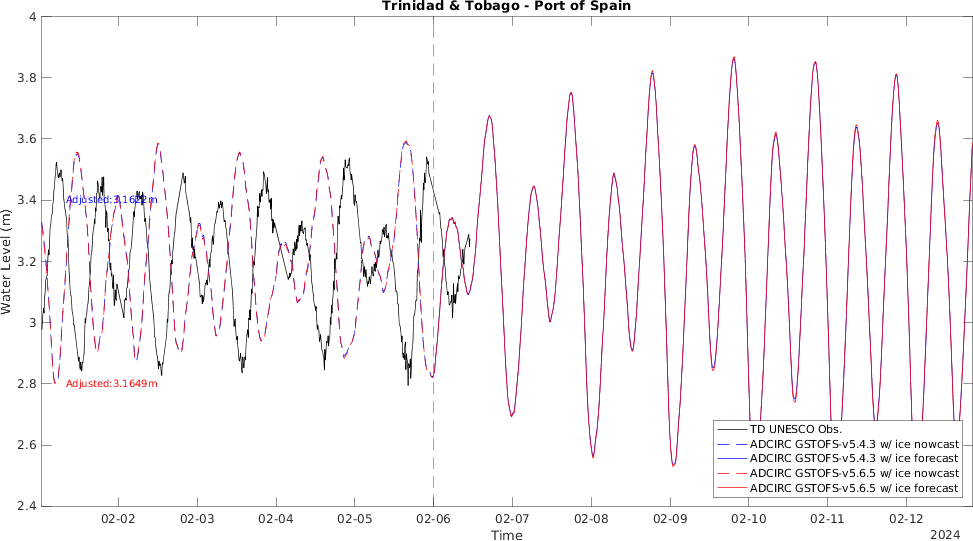 Trinidad & Tobago - Port of Spain
Water Level (m)
4
3.8
3.6
3.4
3.2
3
2.8
2.6
2.4
Adjusted:3.1622m
Adjusted:3.1649m
TD UNESCO Obs.
ADCIRC GSTOFS-v5.4.3 w/ ice nowcast
ADCIRC GSTOFS-v5.4.3 w/ ice forecast
ADCIRC GSTOFS-v5.6.5 w/ ice nowcast
ADCIRC GSTOFS-v5.6.5 w/ ice forecast
02-02 02-03 02-04 02-05 02-06 02-07 02-08 02-09 02-10 02-11 02-12
Time
2024